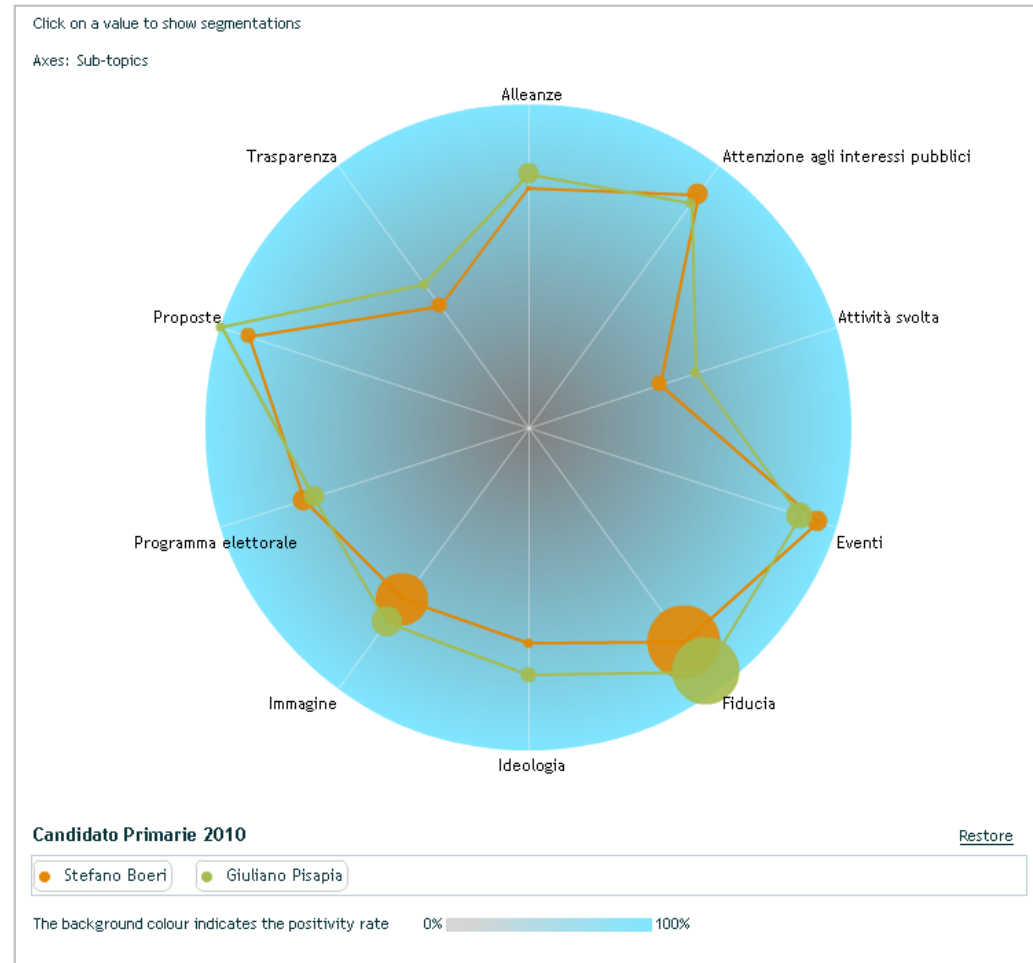 Click on a value to show segmentations
Axes: Sub-topics
Alleanze
Trasparenza
Attenzione agli interessi pubblici
Proposte
Attività svolta
Programma elettorale
Eventi
Immagine
Fiducia
Ideologia
Candidato Primarie 2010
Restore
Stefano Boeri
Giuliano Pisapia
The background colour indicates the positivity rate 0% 100%